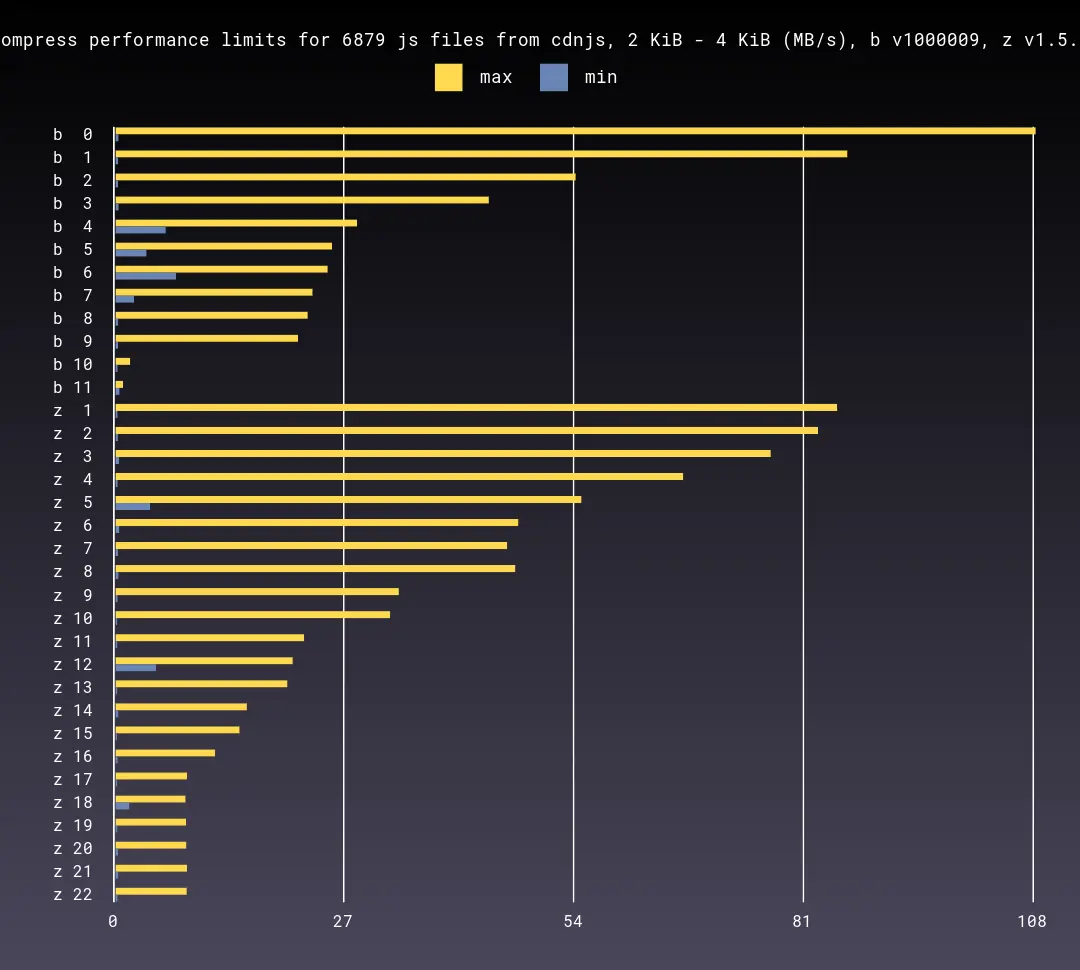 ompress performance limits for 6879 js files from cdnjs, 2 KiB - 4 KiB (MB/s), b v1000009, z v1.5.
max min
b 0
b 1
b 2
b 3
b 4
b 5
b 6
b 7
b 8
b 9
b 10
b 11
z 1
z 2
z 3
z 4
z 5
z 6
z 7
z 8
z 9
z 10
z 11
z 12
z 13
z 14
z 15
z 16
z 17
z 18
z 19
z 20
z 21
z 22
0 27 54 81 108